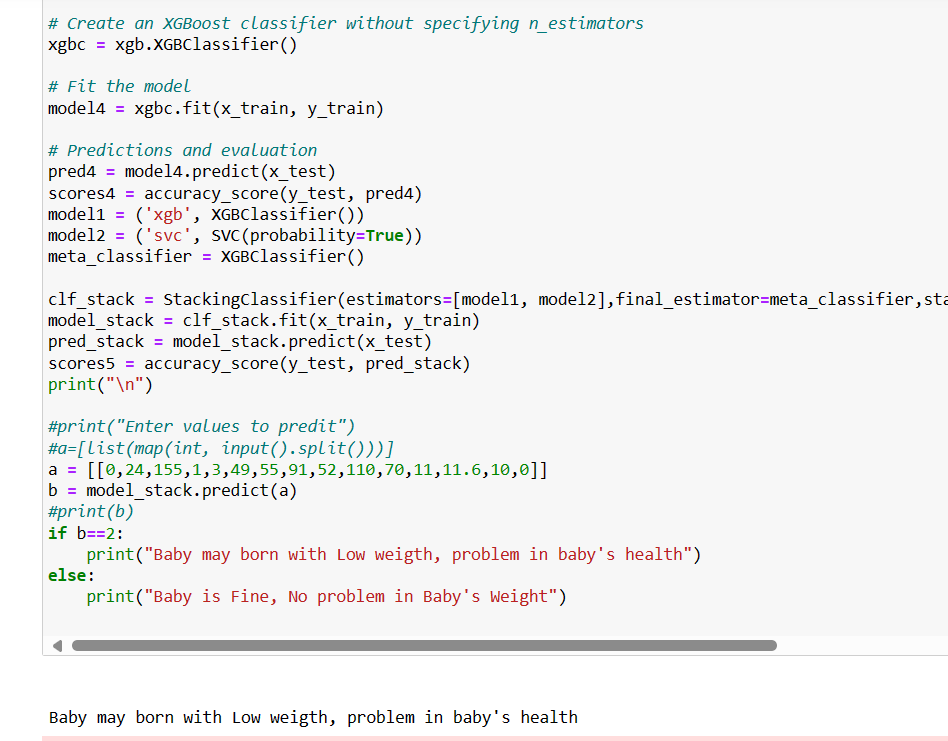 # Create an XGBoost classifier without specifying n_estimators
xgbc = xgb.XGBClassifier()
# Fit the model
model4 = xgbc.fit(x_train, y_train)
# Predictions and evaluation
pred4 = model4.predict(x_test)
scores4 = accuracy_score(y_test, pred4)
model1 = ('xgb', XGBClassifier())
model2 = ('svc', SVC(probability=True))
meta_classifier = XGBClassifier()
clf_stack = StackingClassifier(estimators=[model1, model2],final_estimator=meta_classifier,sta
model_stack = clf_stack.fit(x_train, y_train)
pred_stack = model_stack.predict(x_test)
scores5 = accuracy_score(y_test, pred_stack)
print("\n")
#print("Enter values to predit")
#a=[list(map(int, input().split()))]
a = [[0,24,155,1,3,49,55,91,52,110,70,11,11.6,10,0]]
b = model_stack.predict(a)
#print(b)
if b==2:
    print("Baby may born with Low weigth, problem in baby's health")
else:
    print("Baby is Fine, No problem in Baby's Weight")
Baby may born with Low weigth, problem in baby's health